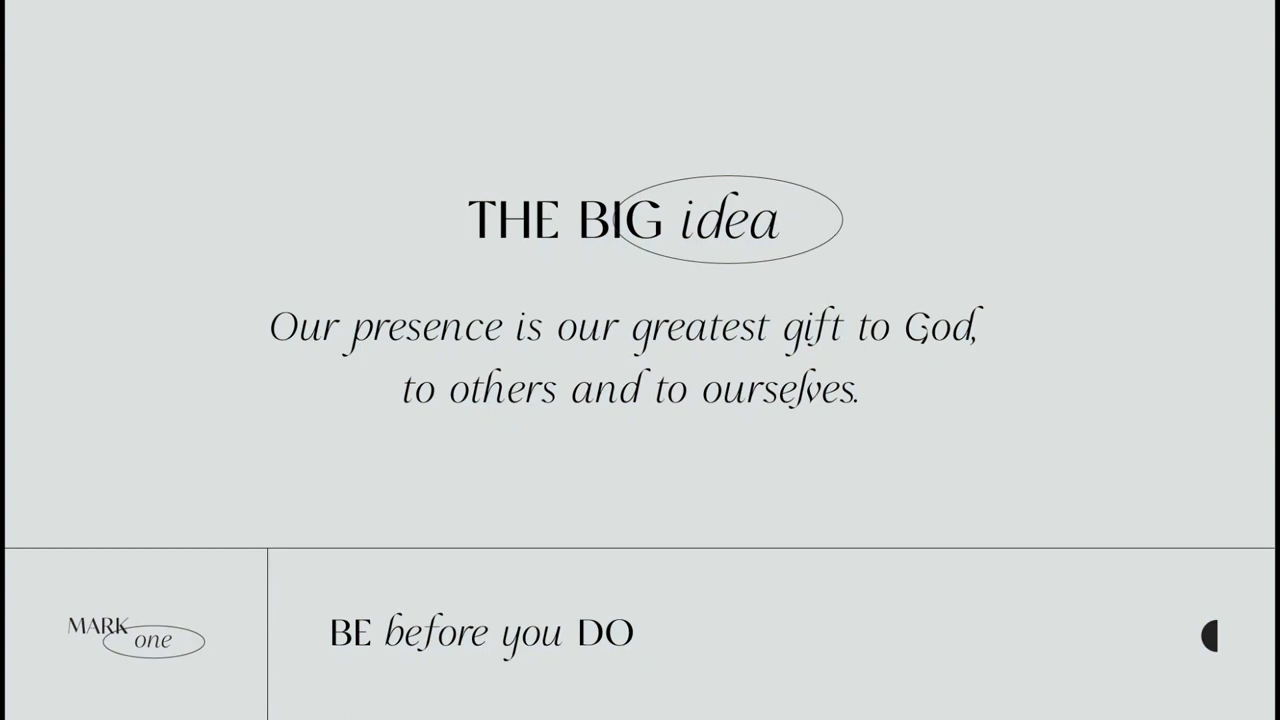 THE BIG idea
Our presence is our greatest gift to God,
to others and to ourselves.
MARK
one
BE before you DO